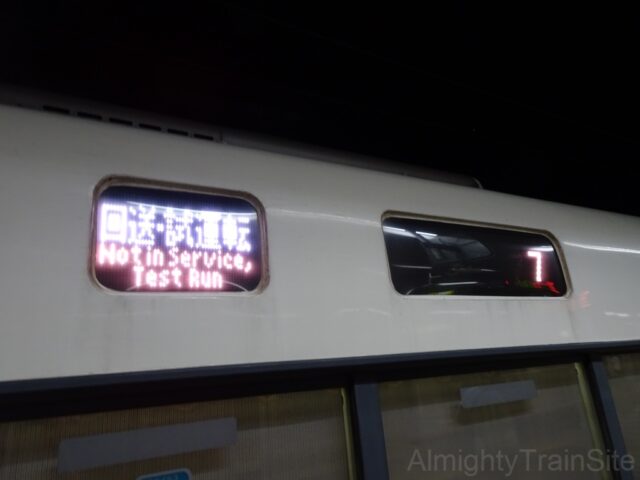 回送・試運転
Not in Service,
Test Run
7
AlmightyTrainSite